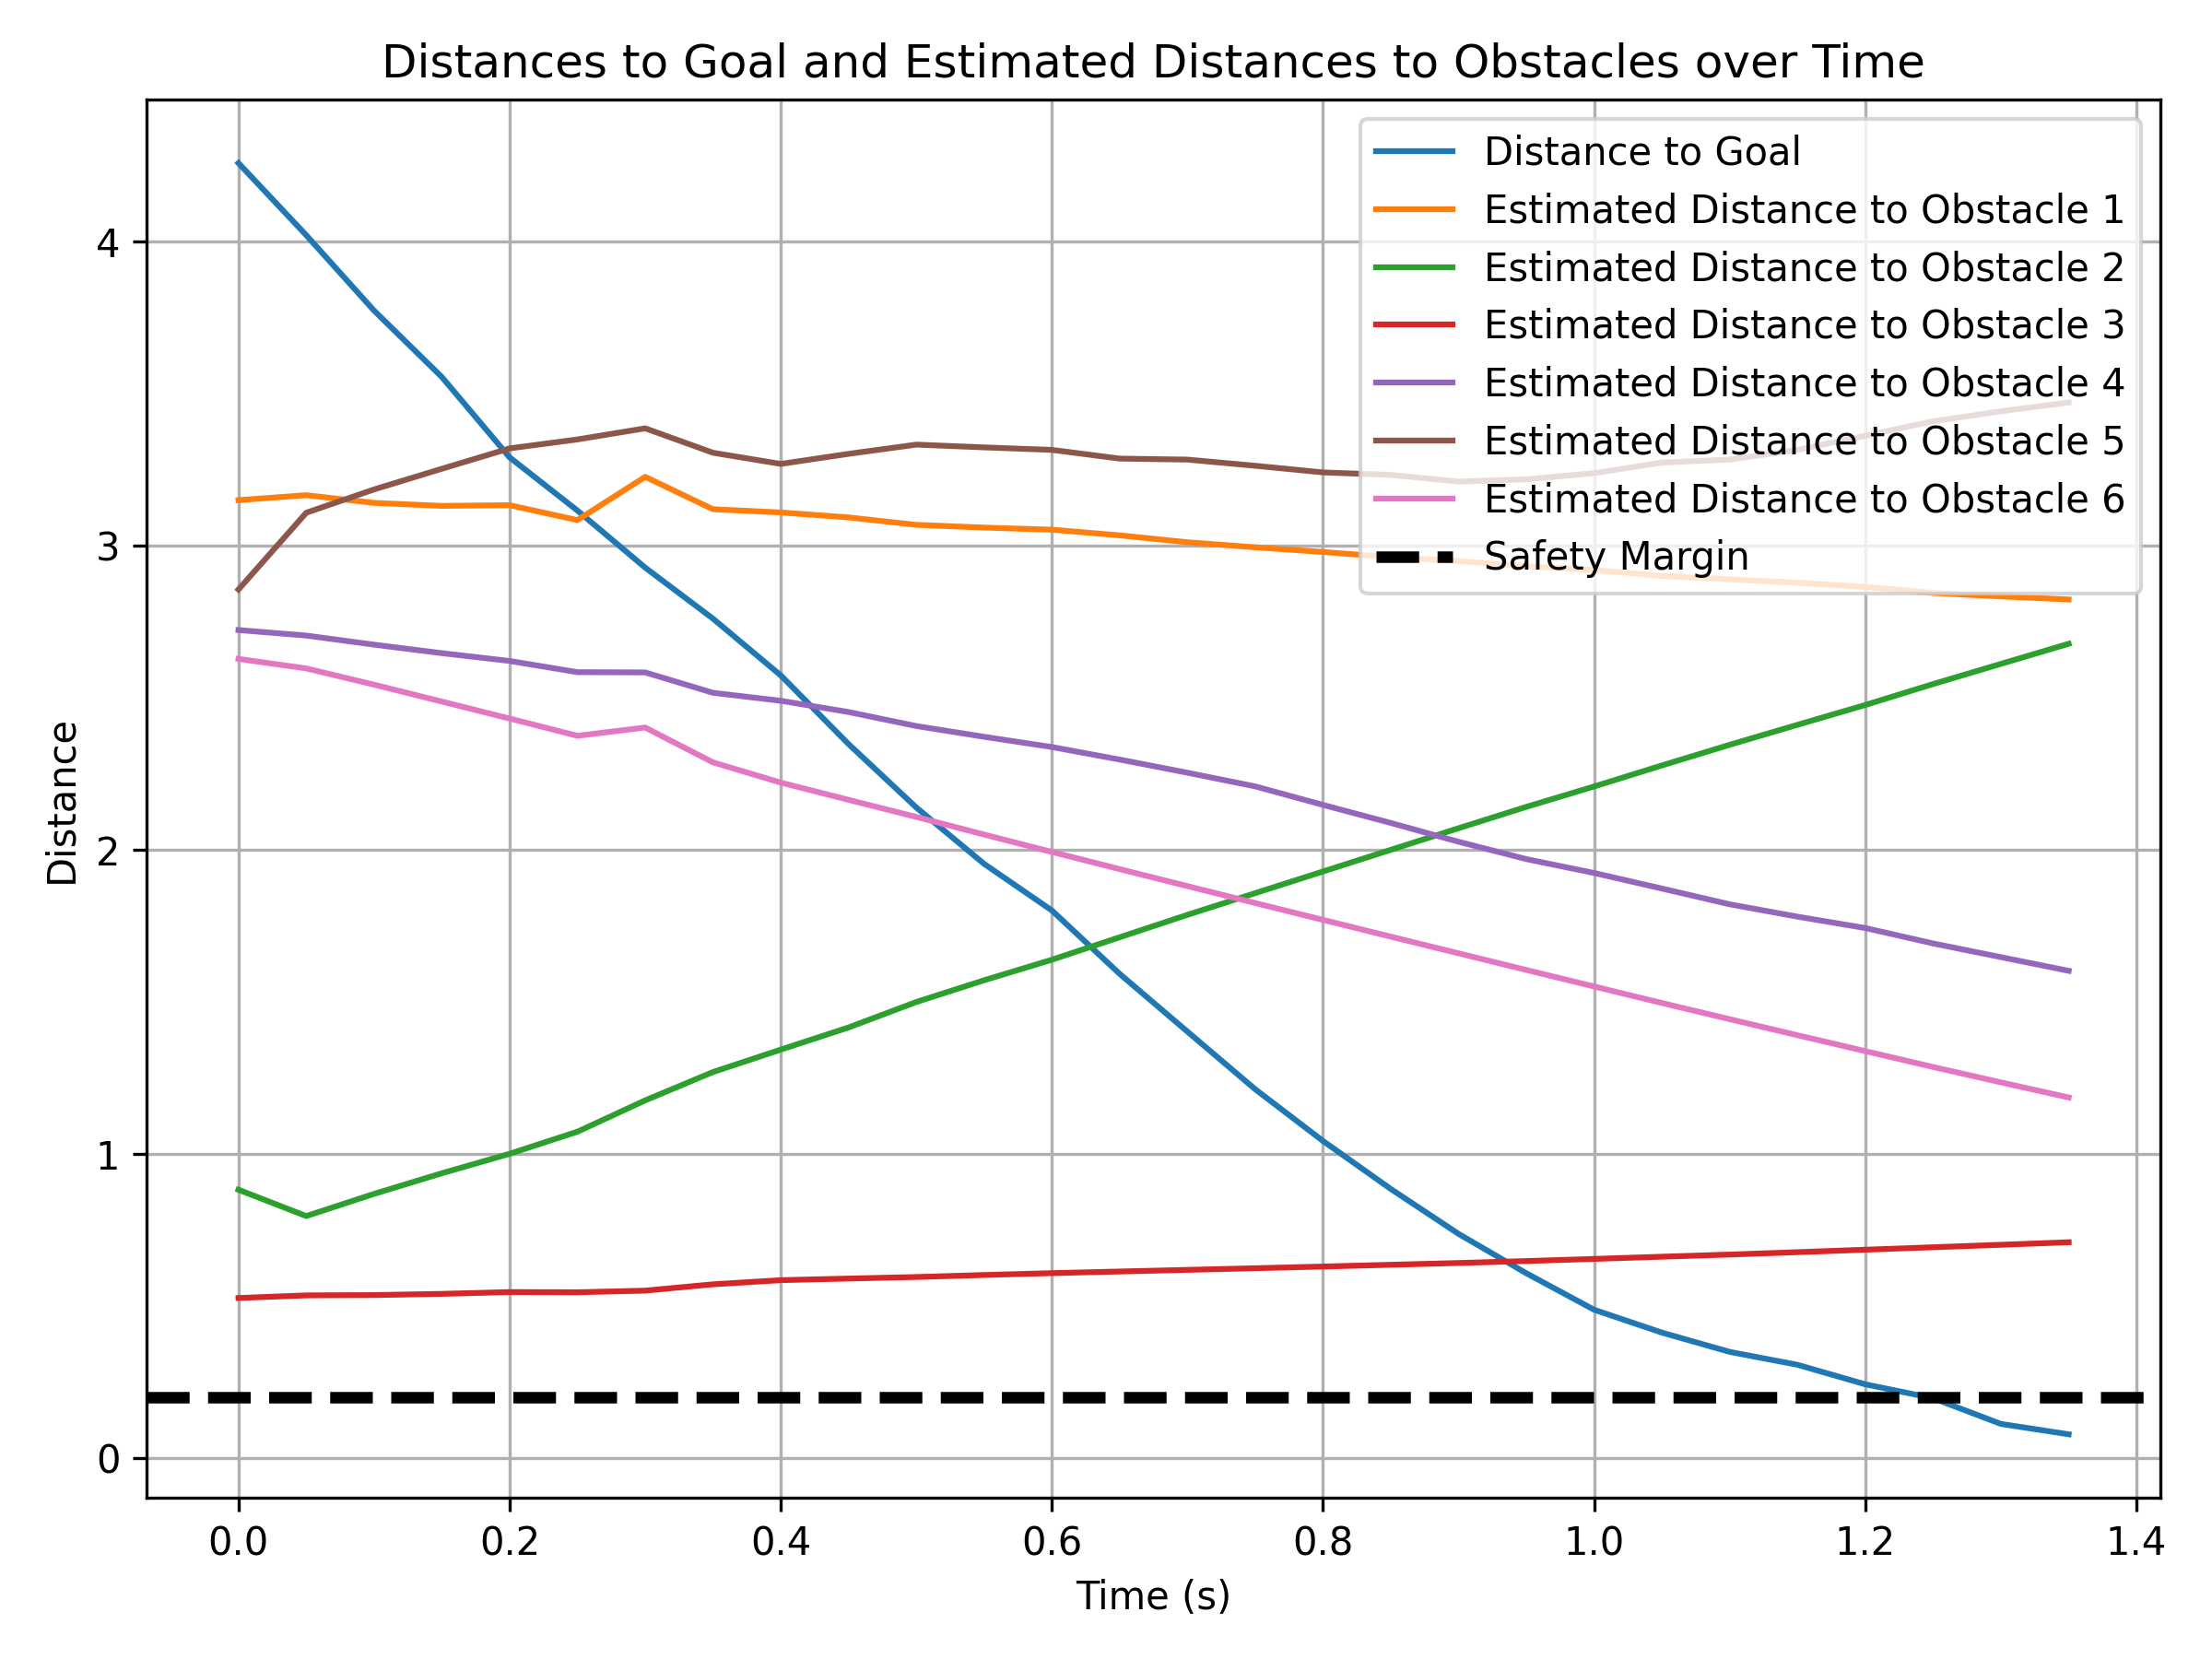 Distances to Goal and Estimated Distances to Obstacles over Time
Distance to Goal
Estimated Distance to Obstacle 1
Estimated Distance to Obstacle 2
Estimated Distance to Obstacle 3
Estimated Distance to Obstacle 4
Estimated Distance to Obstacle 5
Estimated Distance to Obstacle 6
Safety Margin
Distance
4
3
2
1
0
0.0 0.2 0.4 0.6 0.8 1.0 1.2 1.4
Time (s)